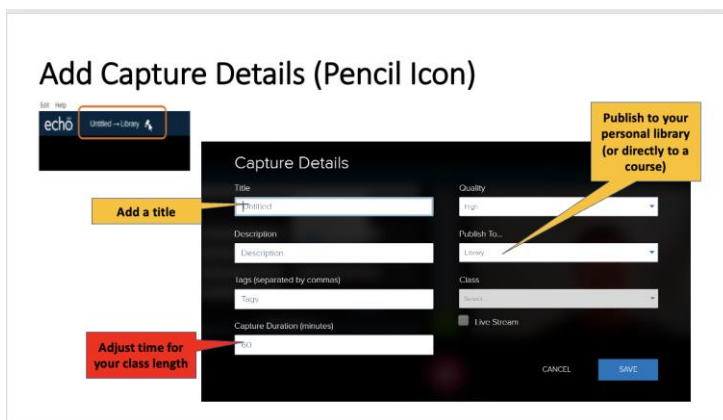 Add Capture Details (Pencil Icon)
Edit Help
echo Untitled → Library
Publish to your
personal library
(or directly to a
course)
Capture Details
Title
Untitled
Quality
High
Add a title
Description
Description
Publish To...
Library
Tags (separated by commas)
Tags
Class
Select
Capture Duration (minutes)
60
Live Stream
Adjust time for
your class length
CANCEL
SAVE